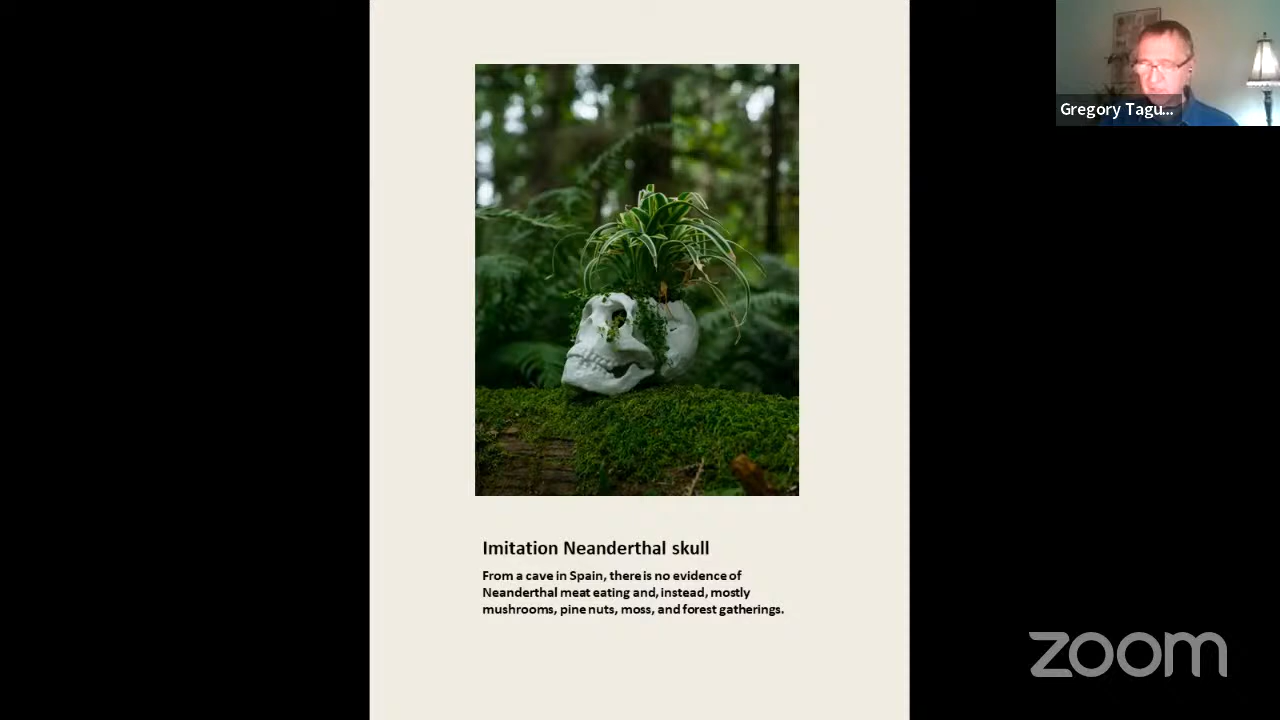 Gregory Tagu...
Imitation Neanderthal skull
From a cave in Spain, there is no evidence of
Neanderthal meat eating and, instead, mostly
mushrooms, pine nuts, moss, and forest gatherings.
zoom